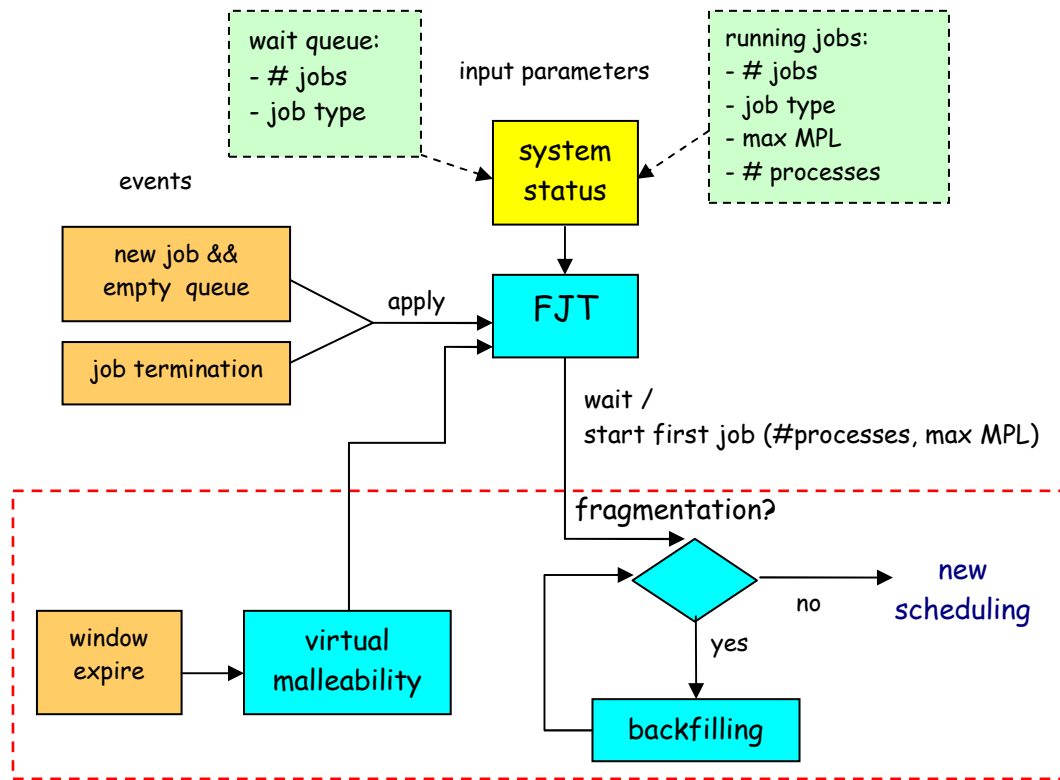 wait queue:
- # jobs
- job type
input parameters
running jobs:
- # jobs
- job type
- max MPL
- # processes
system
status
events
new job &&
empty queue
job termination
apply
FJT
wait /
start first job (#processes, max MPL)
fragmentation?
new
scheduling
no
yes
window
expire
virtual
malleability
backfilling